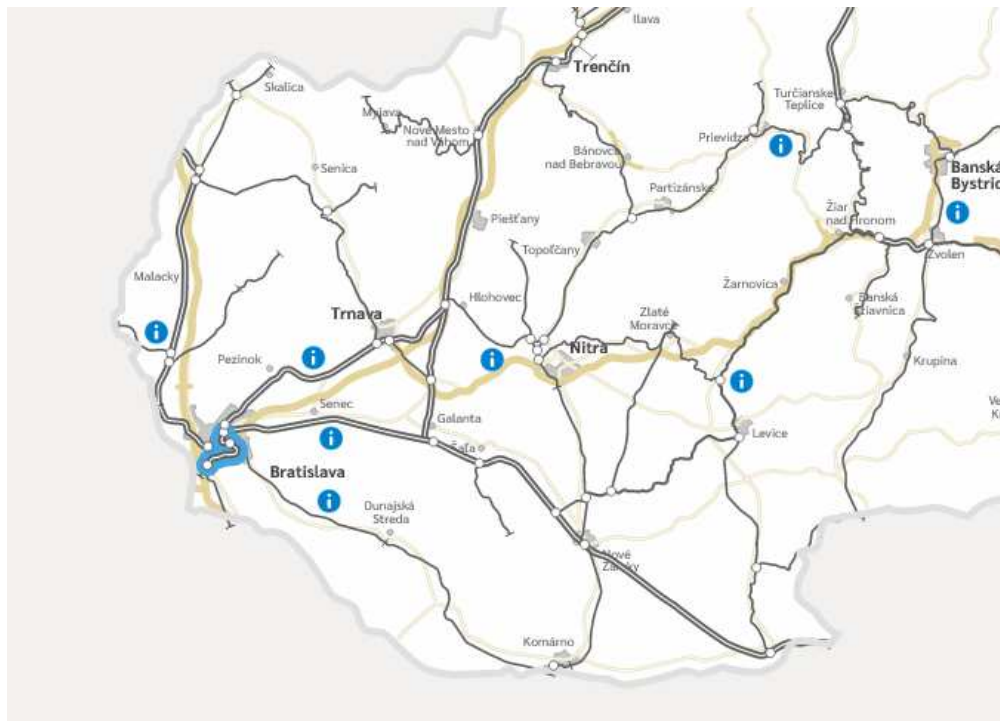 Ilava
Trenčín
Skalica
Turčianske
Teplice
Myjava
Nové Mesto
nad Váhom
Prievidza
Bánovce
nad Bebravou
Senica
Banská
Partizánske
Žiar
nad Hronom
Piešťany
Topoľčany
Zvolen
Malacky
Žarnovica
Hlohovec
Banská
Štiavnica
Trnava
Zlaté
Moravce
Nitra
Pezinok
Krupina
Senec
Galanta
Levice
Šaľa
Bratislava
Dunajská
Streda
Nové
Zámky
Komárno